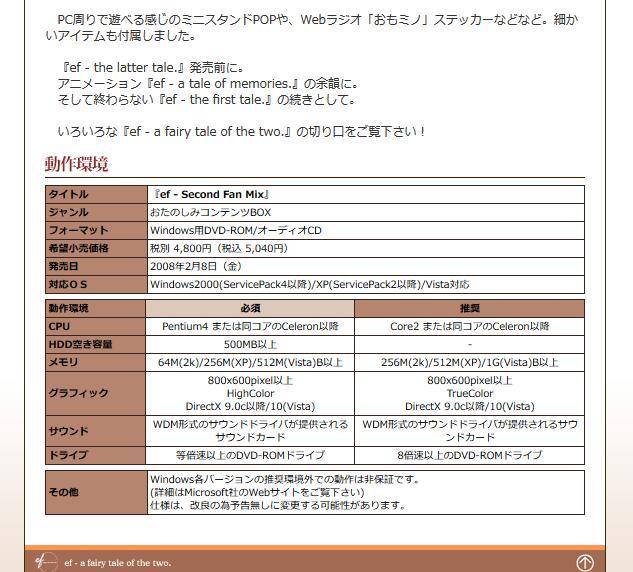 PC周りで遊べる感じのミニスタンドPOPや、Webラジオ「おもミノ」ステッカーなどなど。細か
いアイテムも付属しました。
『ef - the latter tale.』発売前に。
アニメーション『ef - a tale of memories.』の余韻に。
そして終わらない『ef - the first tale.』の続きとして。
いろいろな『ef - a fairy tale of the two.』の切り口をご覧下さい！
動作環境
タイトル 『ef - Second Fan Mix』
ジャンル おたのしみコンテンツBOX
フォーマット Windows用DVD-ROM/オーディオCD
希望小売価格 税別 4,800円（税込 5,040円）
発売日 2008年2月8日（金）
対応ＯＳ Windows2000(ServicePack4以降)/XP(ServicePack2以降)/Vista対応
動作環境 必須 推奨
CPU Pentium4 または同コアのCeleron以降 Core2 または同コアのCeleron以降
HDD空き容量 500MB以上 -
メモリ 64M(2k)/256M(XP)/512M(Vista)B以上 256M(2k)/512M(XP)/1G(Vista)B以上
グラフィック 800x600pixel以上 800x600pixel以上
HighColor TrueColor
DirectX 9.0c以降/10(Vista) DirectX 9.0c以降/10(Vista)
サウンド WDM形式のサウンドドライバが提供される WDM形式のサウンドドライバが提供されるサウ
サウンドカード ンドカード
ドライブ 等倍速以上のDVD-ROMドライブ 8倍速以上のDVD-ROMドライブ
その他 Windows各バージョンの推奨環境外での動作は非保証です。
(詳細はMicrosoft社のWebサイトをご覧下さい)
仕様は、改良の為予告無しに変更する可能性があります。
ef ef - a fairy tale of the two.